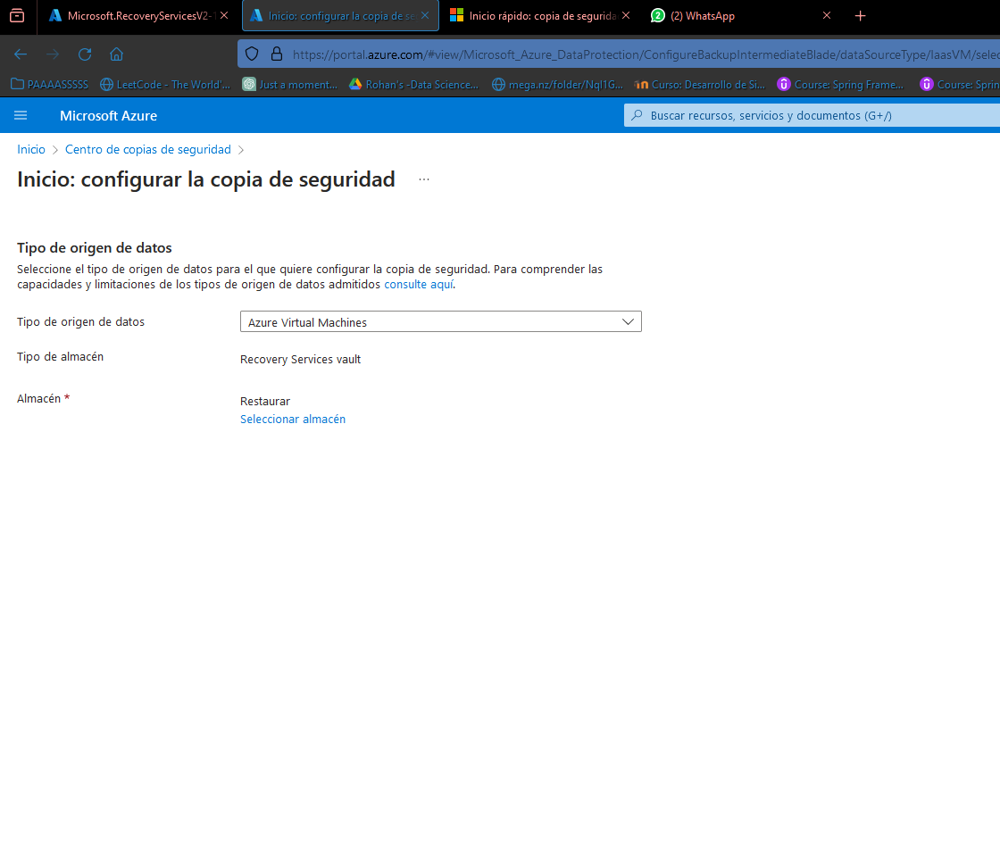 Microsoft.RecoveryServicesV2-1
Inicio: configurar la copia de se
Inicio rápido: copia de segurida
2 (2) WhatsApp
https://portal.azure.com/#view/Microsoft_Azure_DataProtection/ConfigureBackupIntermediateBlade/dataSourceType/IaasVM/selec
PAAAASSSSS
LeetCode - The World'...
Just a moment...
Rohan's -Data Science...
mega.nz/folder/Nql1G...
Curso: Desarrollo de Si...
Course: Spring Frame...
Course: Sprin
Microsoft Azure
Buscar recursos, servicios y documentos (G+/)
Inicio > Centro de copias de seguridad >
Inicio: configurar la copia de seguridad ...
Tipo de origen de datos
Seleccione el tipo de origen de datos para el que quiere configurar la copia de seguridad. Para comprender las
capacidades y limitaciones de los tipos de origen de datos admitidos consulte aquí.
Tipo de origen de datos
Azure Virtual Machines
Tipo de almacén
Recovery Services vault
Almacén *
Restaurar
Seleccionar almacén